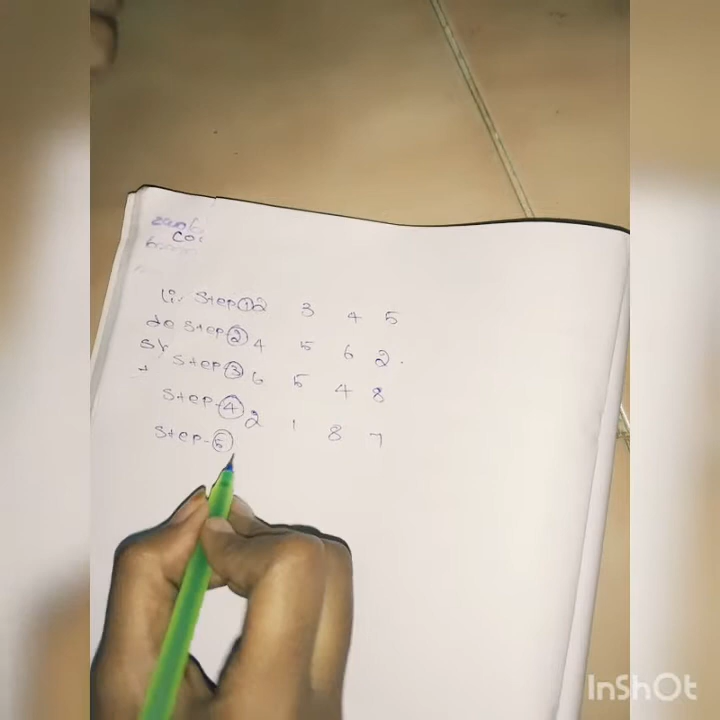 Co
Step ① 2 3 4 5
Step-② 4 5 6 2.
Step-③ 6 5 4 8
Step-④ 2 1 8 7
Step-⑤
InShOt